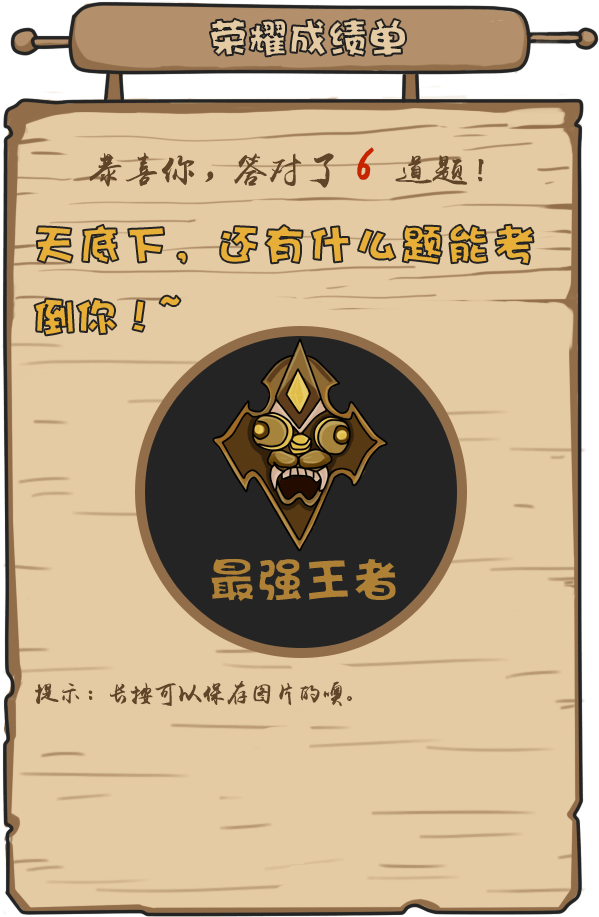 荣耀成绩单
恭喜你，答对了 6 道题！
天底下，还有什么题能考
倒你！~
最强王者
提示：长按可以保存图片的噢。